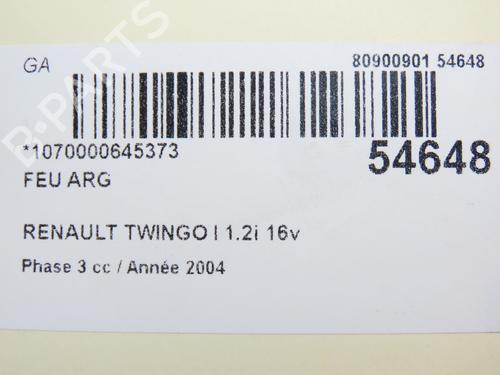 GA
80900901 54648
*1070000645373
54648
FEU ARG
RENAULT TWINGO I 1.2i 16v
Phase 3 cc / Année 2004
B-PARTS